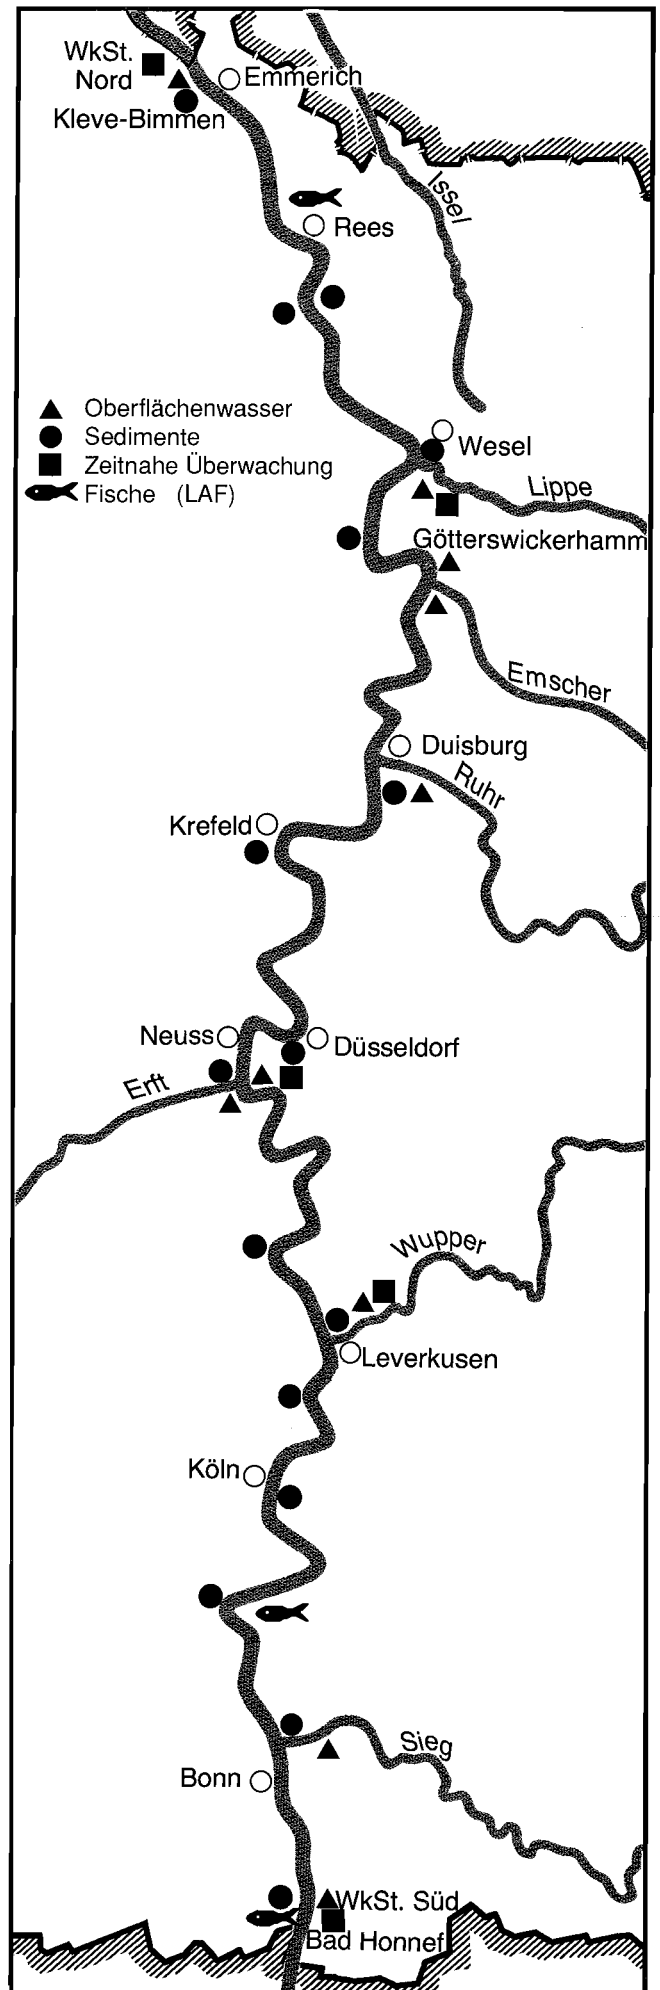 WkSt.
Nord
Emmerich
Kleve-Bimmen
Issel
Rees
Oberflächenwasser
Sedimente
Zeitnahe Überwachung
Fische (LAF)
Wesel
Lippe
Götterswickerhamm
Emscher
Duisburg
Ruhr
Krefeld
Neuss
Düsseldorf
Erft
Wupper
Leverkusen
Köln
Sieg
Bonn
WkSt. Süd
Bad Honnef